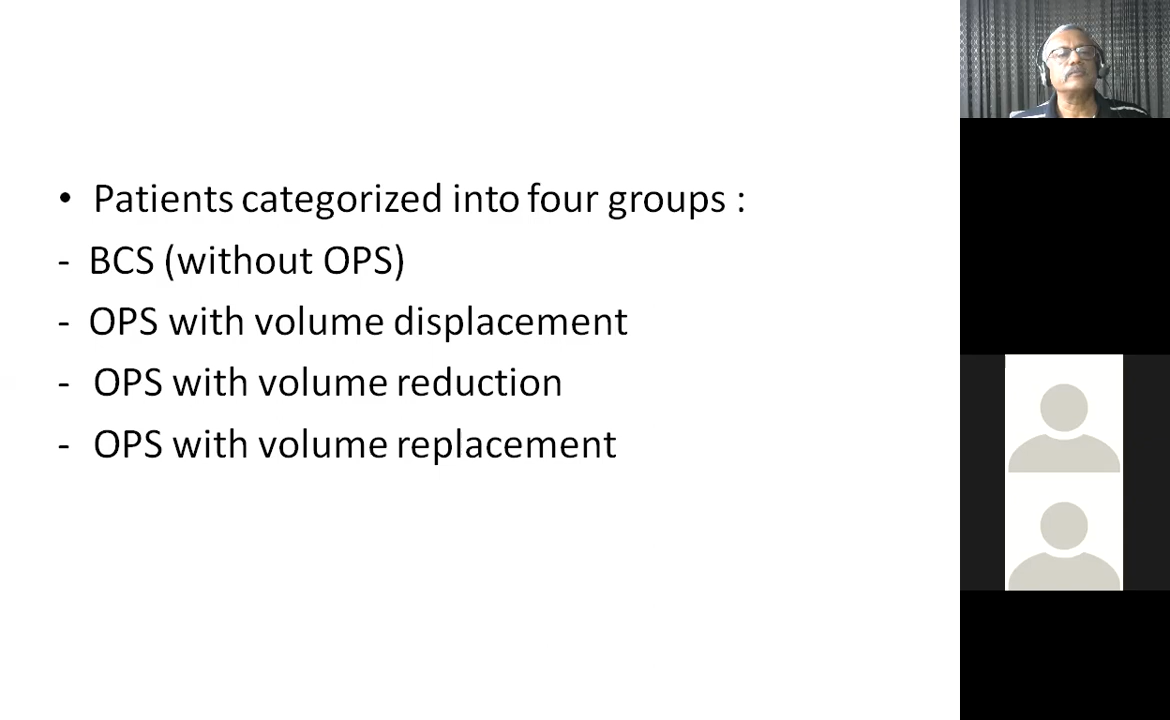 • Patients categorized into four groups :
- BCS (without OPS)
- OPS with volume displacement
- OPS with volume reduction
- OPS with volume replacement